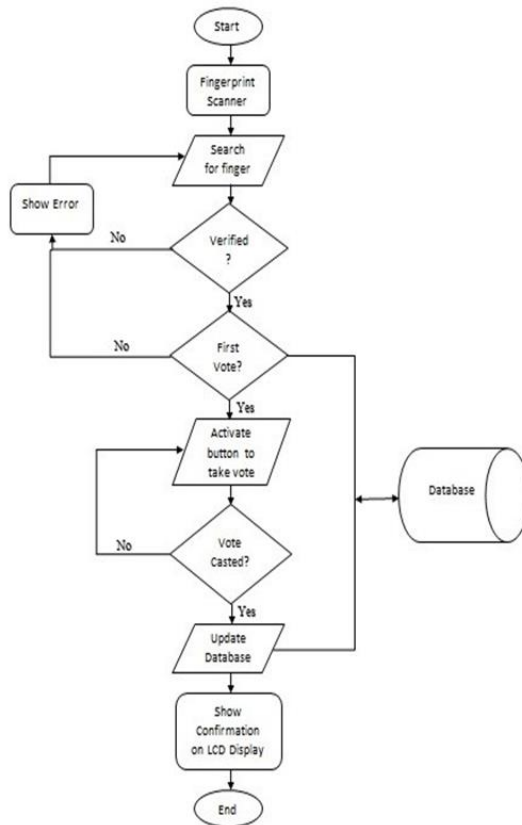 Start
Fingerprint
Scanner
Search
for finger
Show Error
No
Verified
?
Yes
No
First
Vote?
Yes
Activate
button to
take vote
Database
No
Vote
Casted?
Yes
Update
Database
Show
Confirmation
on LCD Display
End